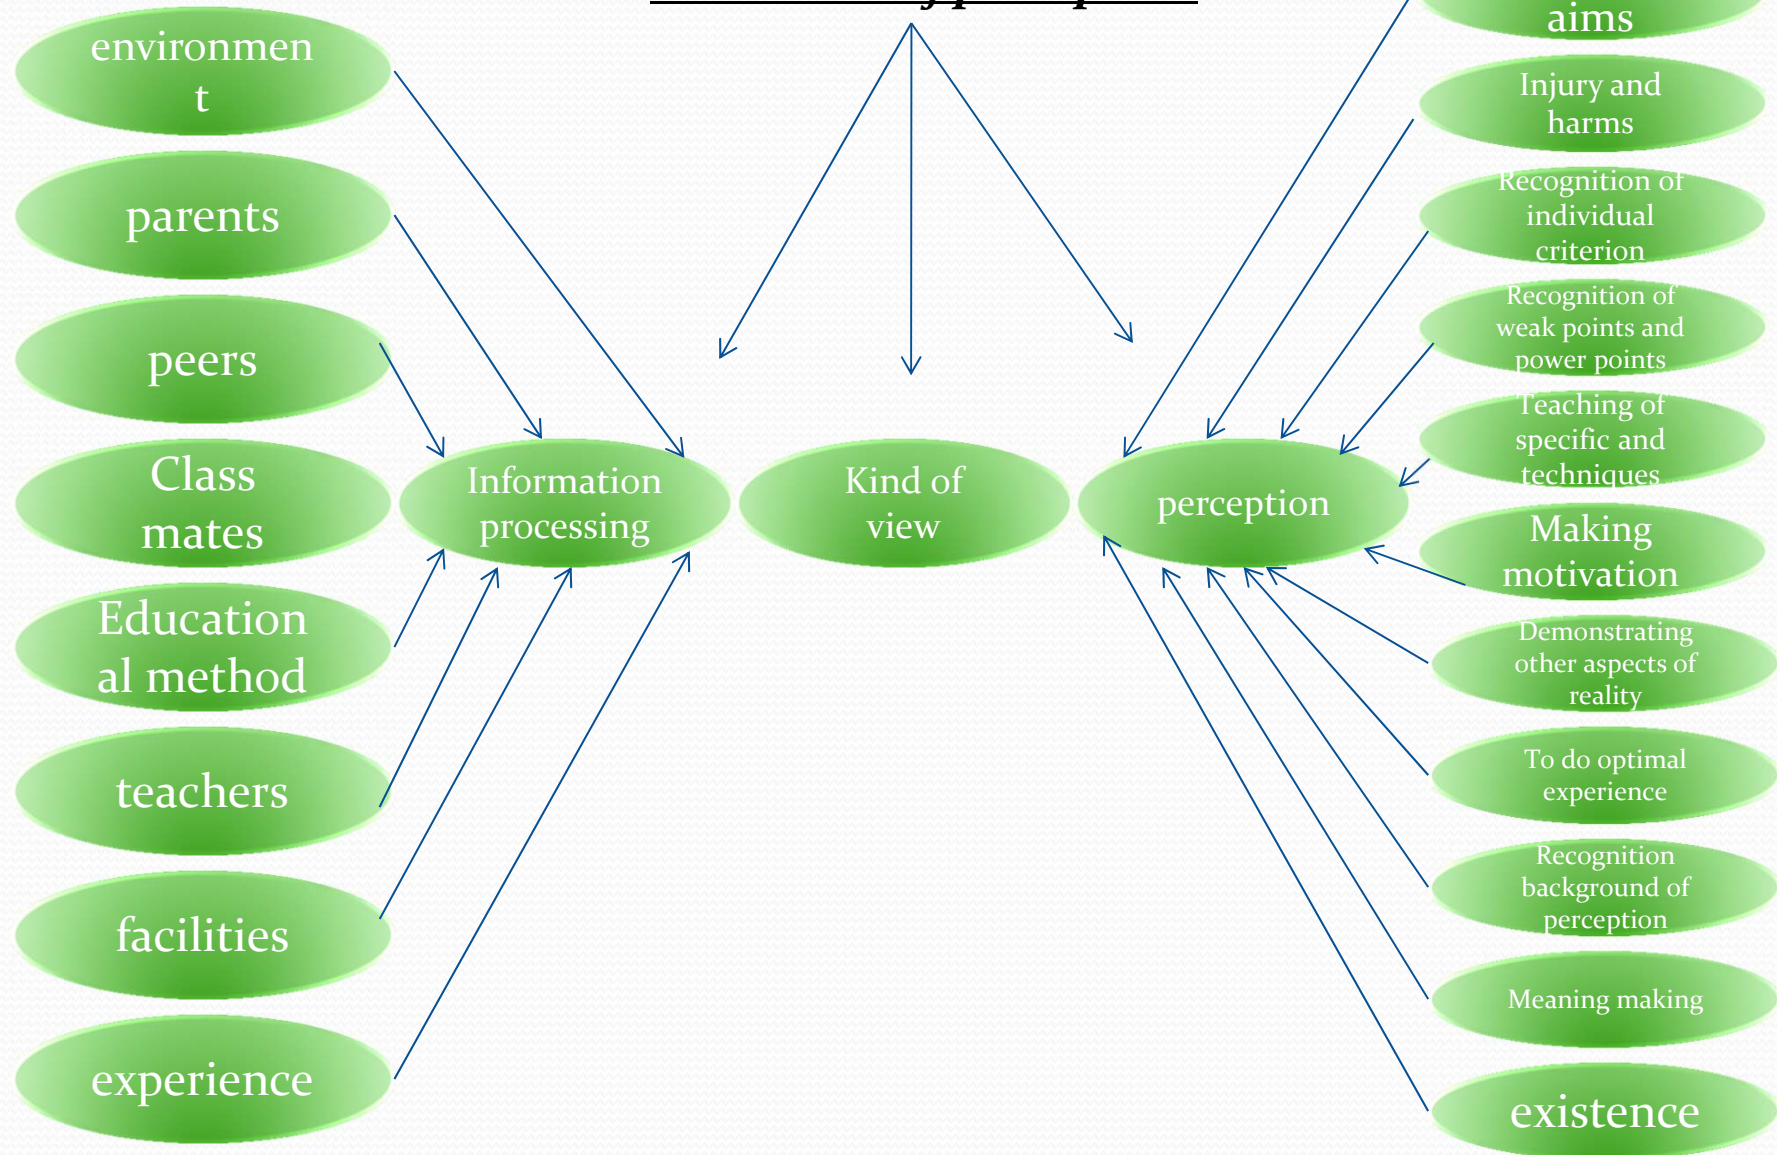 environmen
t
parents
peers
Class
mates
Education
al method
teachers
facilities
experience
Information
processing
Kind of
view
perception
aims
Injury and
harms
Recognition of
individual
criterion
Recognition of
weak points and
power points
Teaching of
specific and
techniques
Making
motivation
Demonstrating
other aspects of
reality
To do optimal
experience
Recognition
background of
perception
Meaning making
existence